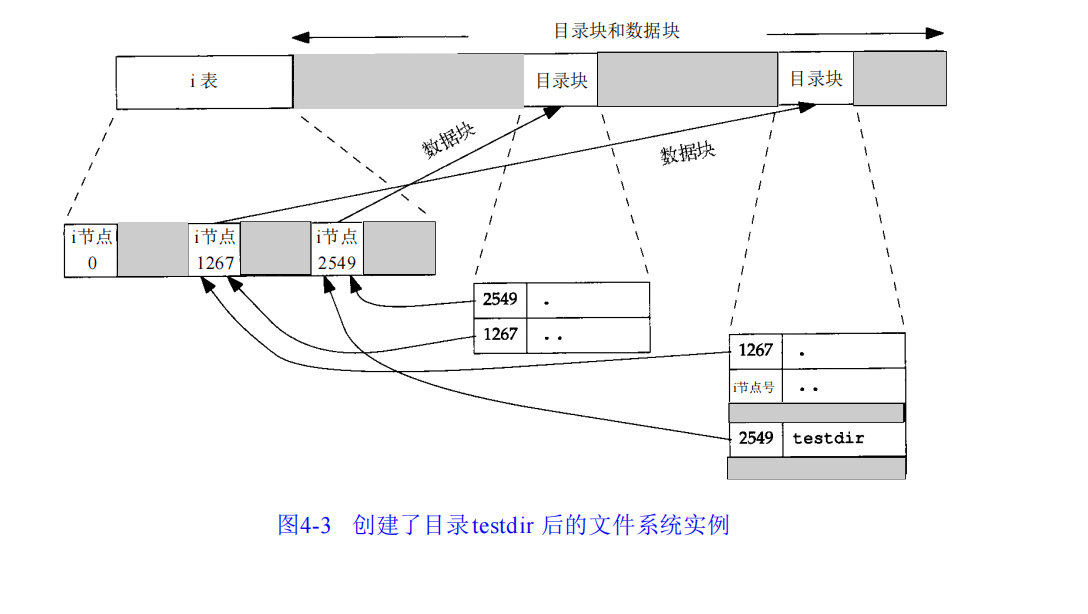 目录块和数据块
i 表
目录块
目录块
数据块
数据块
i节点
0
i节点
1267
i节点
2549
2549 .
1267 ..
1267 .
i节点号 ..
2549 testdir
图4-3 创建了目录testdir 后的文件系统实例